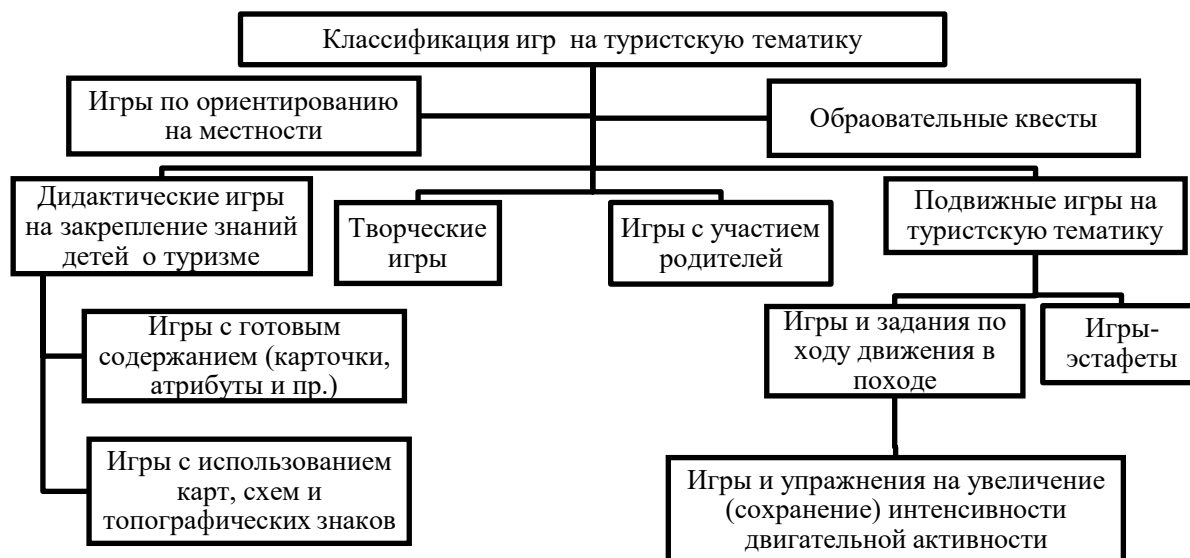 Классификация игр на туристскую тематику
Игры по ориентированию
на местности
Обраовательные квесты
Дидактические игры
на закрепление знаний
детей о туризме
Творческие
игры
Игры с участием
родителей
Подвижные игры на
туристскую тематику
Игры с готовым
содержанием (карточки,
атрибуты и пр.)
Игры и задания по
ходу движения в
походе
Игры-
эстафеты
Игры с использованием
карт, схем и
топографических знаков
Игры и упражнения на увеличение
(сохранение) интенсивности
двигательной активности